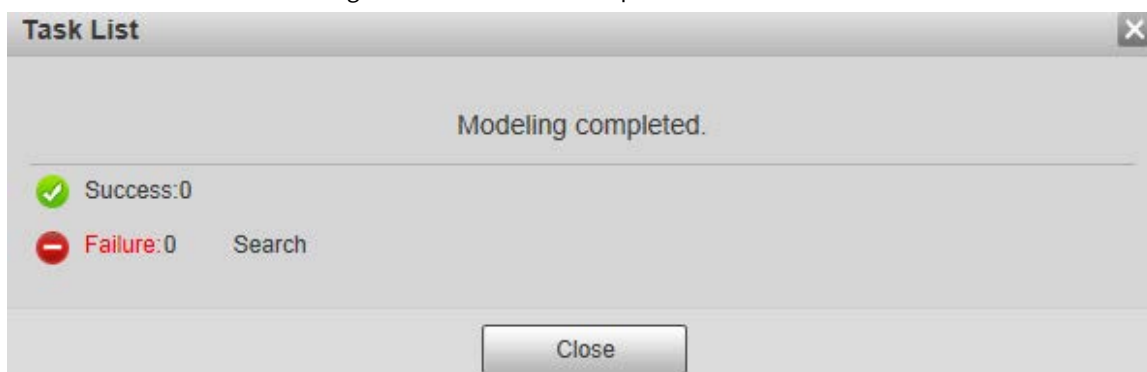 Task List
Modeling completed.
Success:0
Failure:0 Search
Close